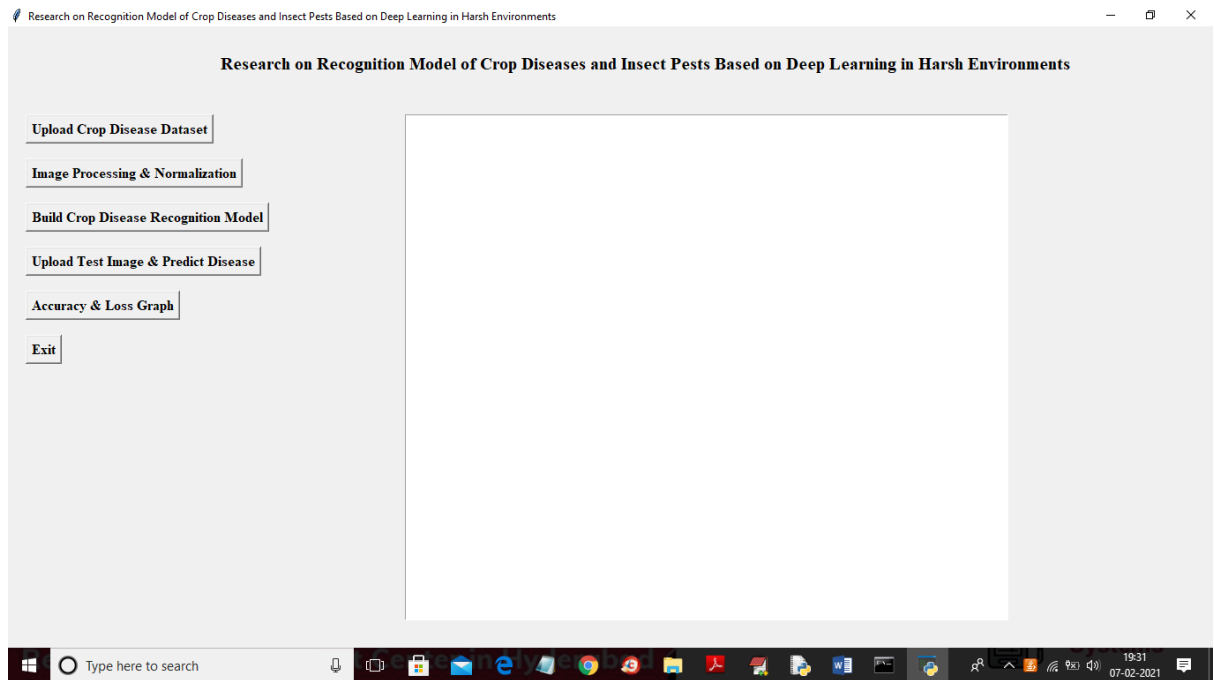 Research on Recognition Model of Crop Diseases and Insect Pests Based on Deep Learning in Harsh Environments
Research on Recognition Model of Crop Diseases and Insect Pests Based on Deep Learning in Harsh Environments
Upload Crop Disease Dataset
Image Processing & Normalization
Build Crop Disease Recognition Model
Upload Test Image & Predict Disease
Accuracy & Loss Graph
Exit
Type here to search
19:31
07-02-2021